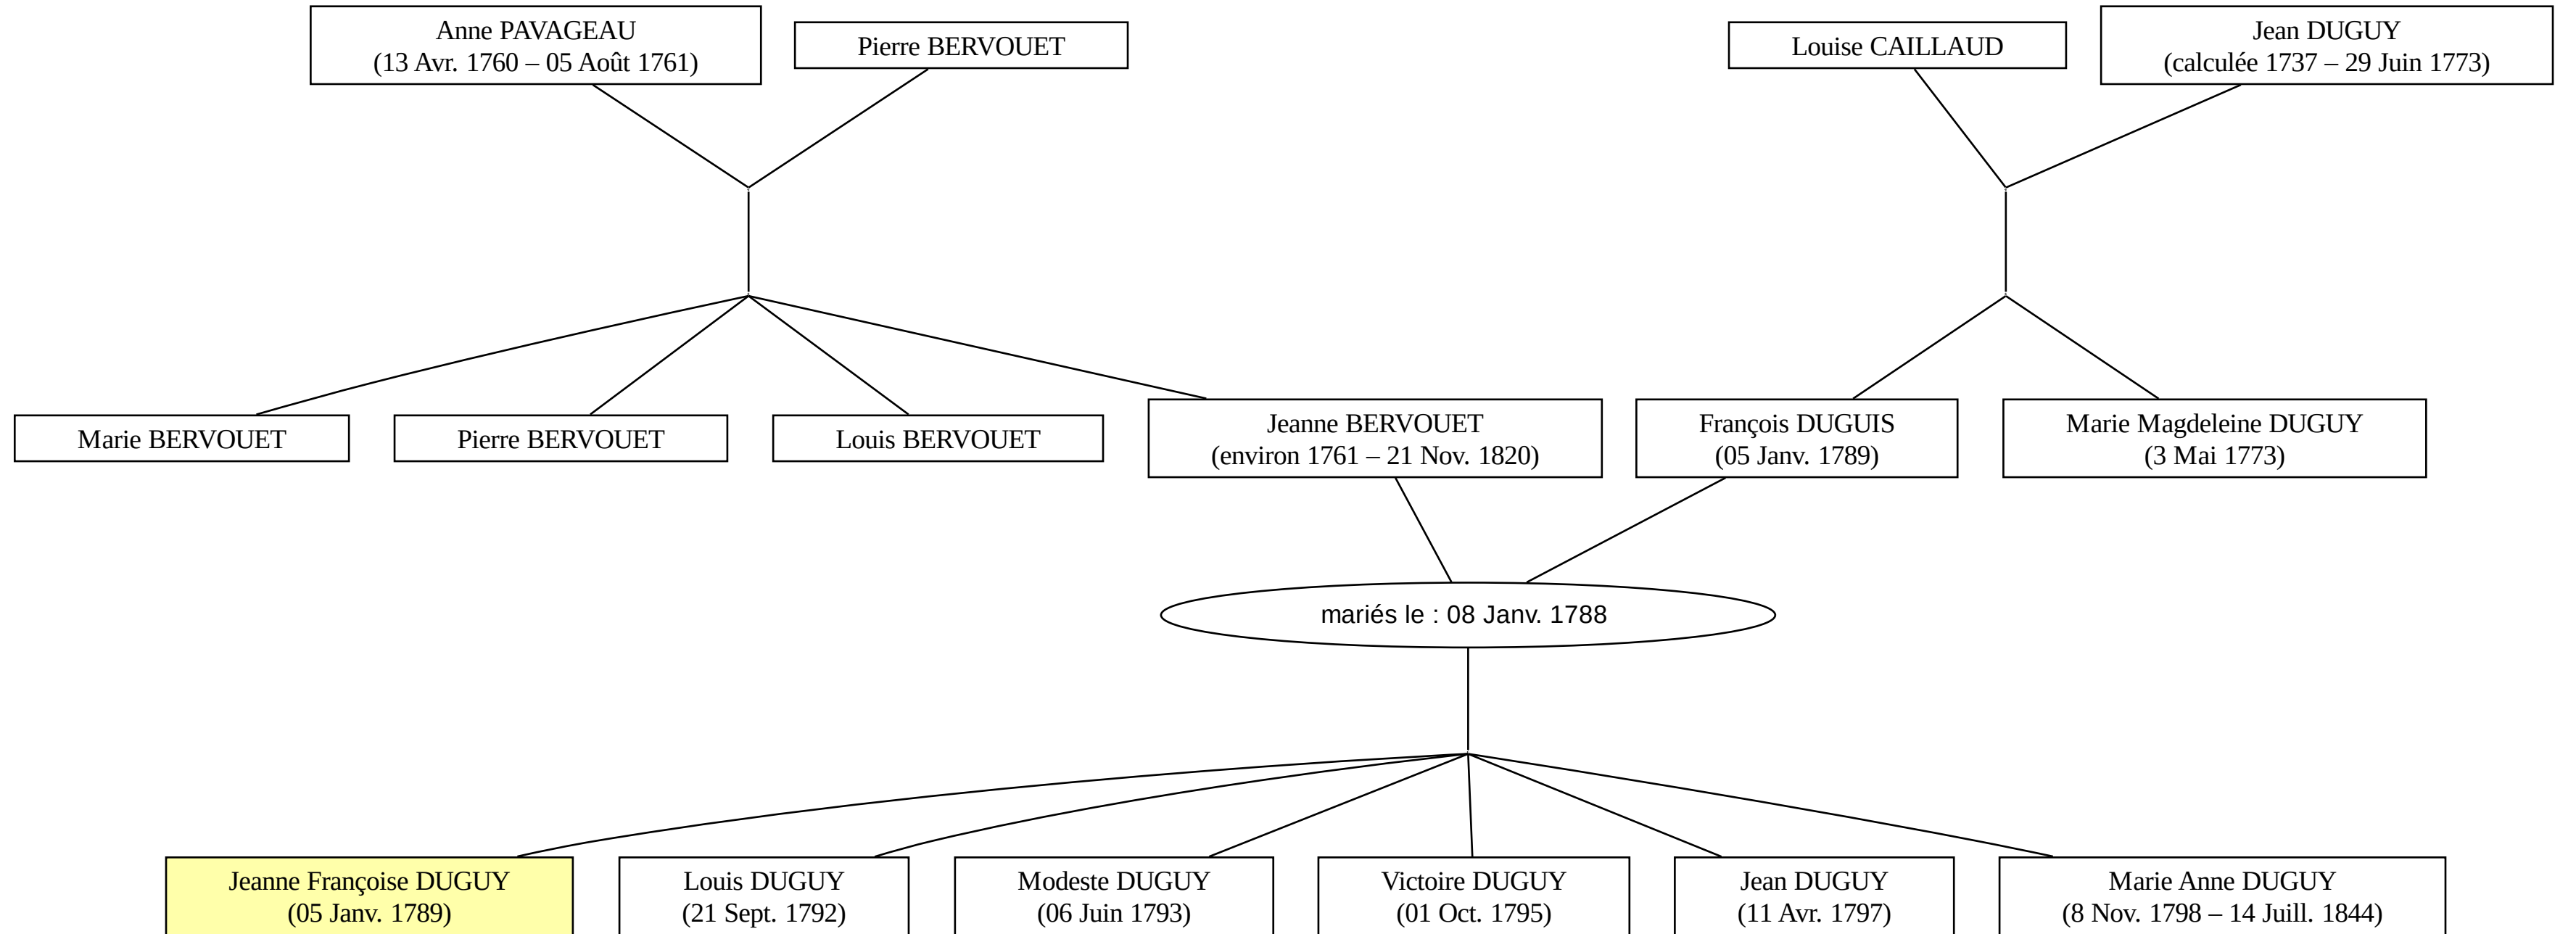 Anne PAVAGEAU
(13 Avr. 1760 – 05 Août 1761)
Pierre BERVOUET
Louise CAILLAUD
Jean DUGUY
(calculée 1737 – 29 Juin 1773)
Marie BERVOUET
Pierre BERVOUET
Louis BERVOUET
Jeanne BERVOUET
(environ 1761 – 21 Nov. 1820)
François DUGUIS
(05 Janv. 1789)
Marie Magdeleine DUGUY
(3 Mai 1773)
mariés le : 08 Janv. 1788
Jeanne Françoise DUGUY
(05 Janv. 1789)
Louis DUGUY
(21 Sept. 1792)
Modeste DUGUY
(06 Juin 1793)
Victoire DUGUY
(01 Oct. 1795)
Jean DUGUY
(11 Avr. 1797)
Marie Anne DUGUY
(8 Nov. 1798 – 14 Juill. 1844)